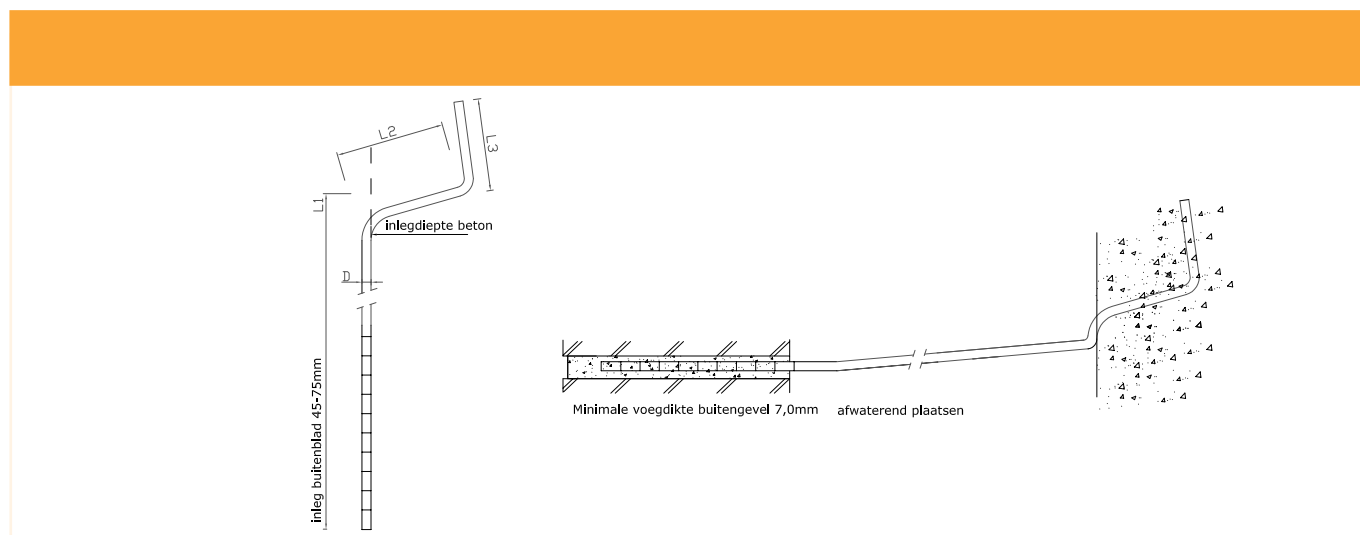 L2
L3
L1
inlegdiepte beton
D
inleg buitenblad 45-75mm
Minimale voegdikte buitengevel 7,0mm
afwaterend plaatsen